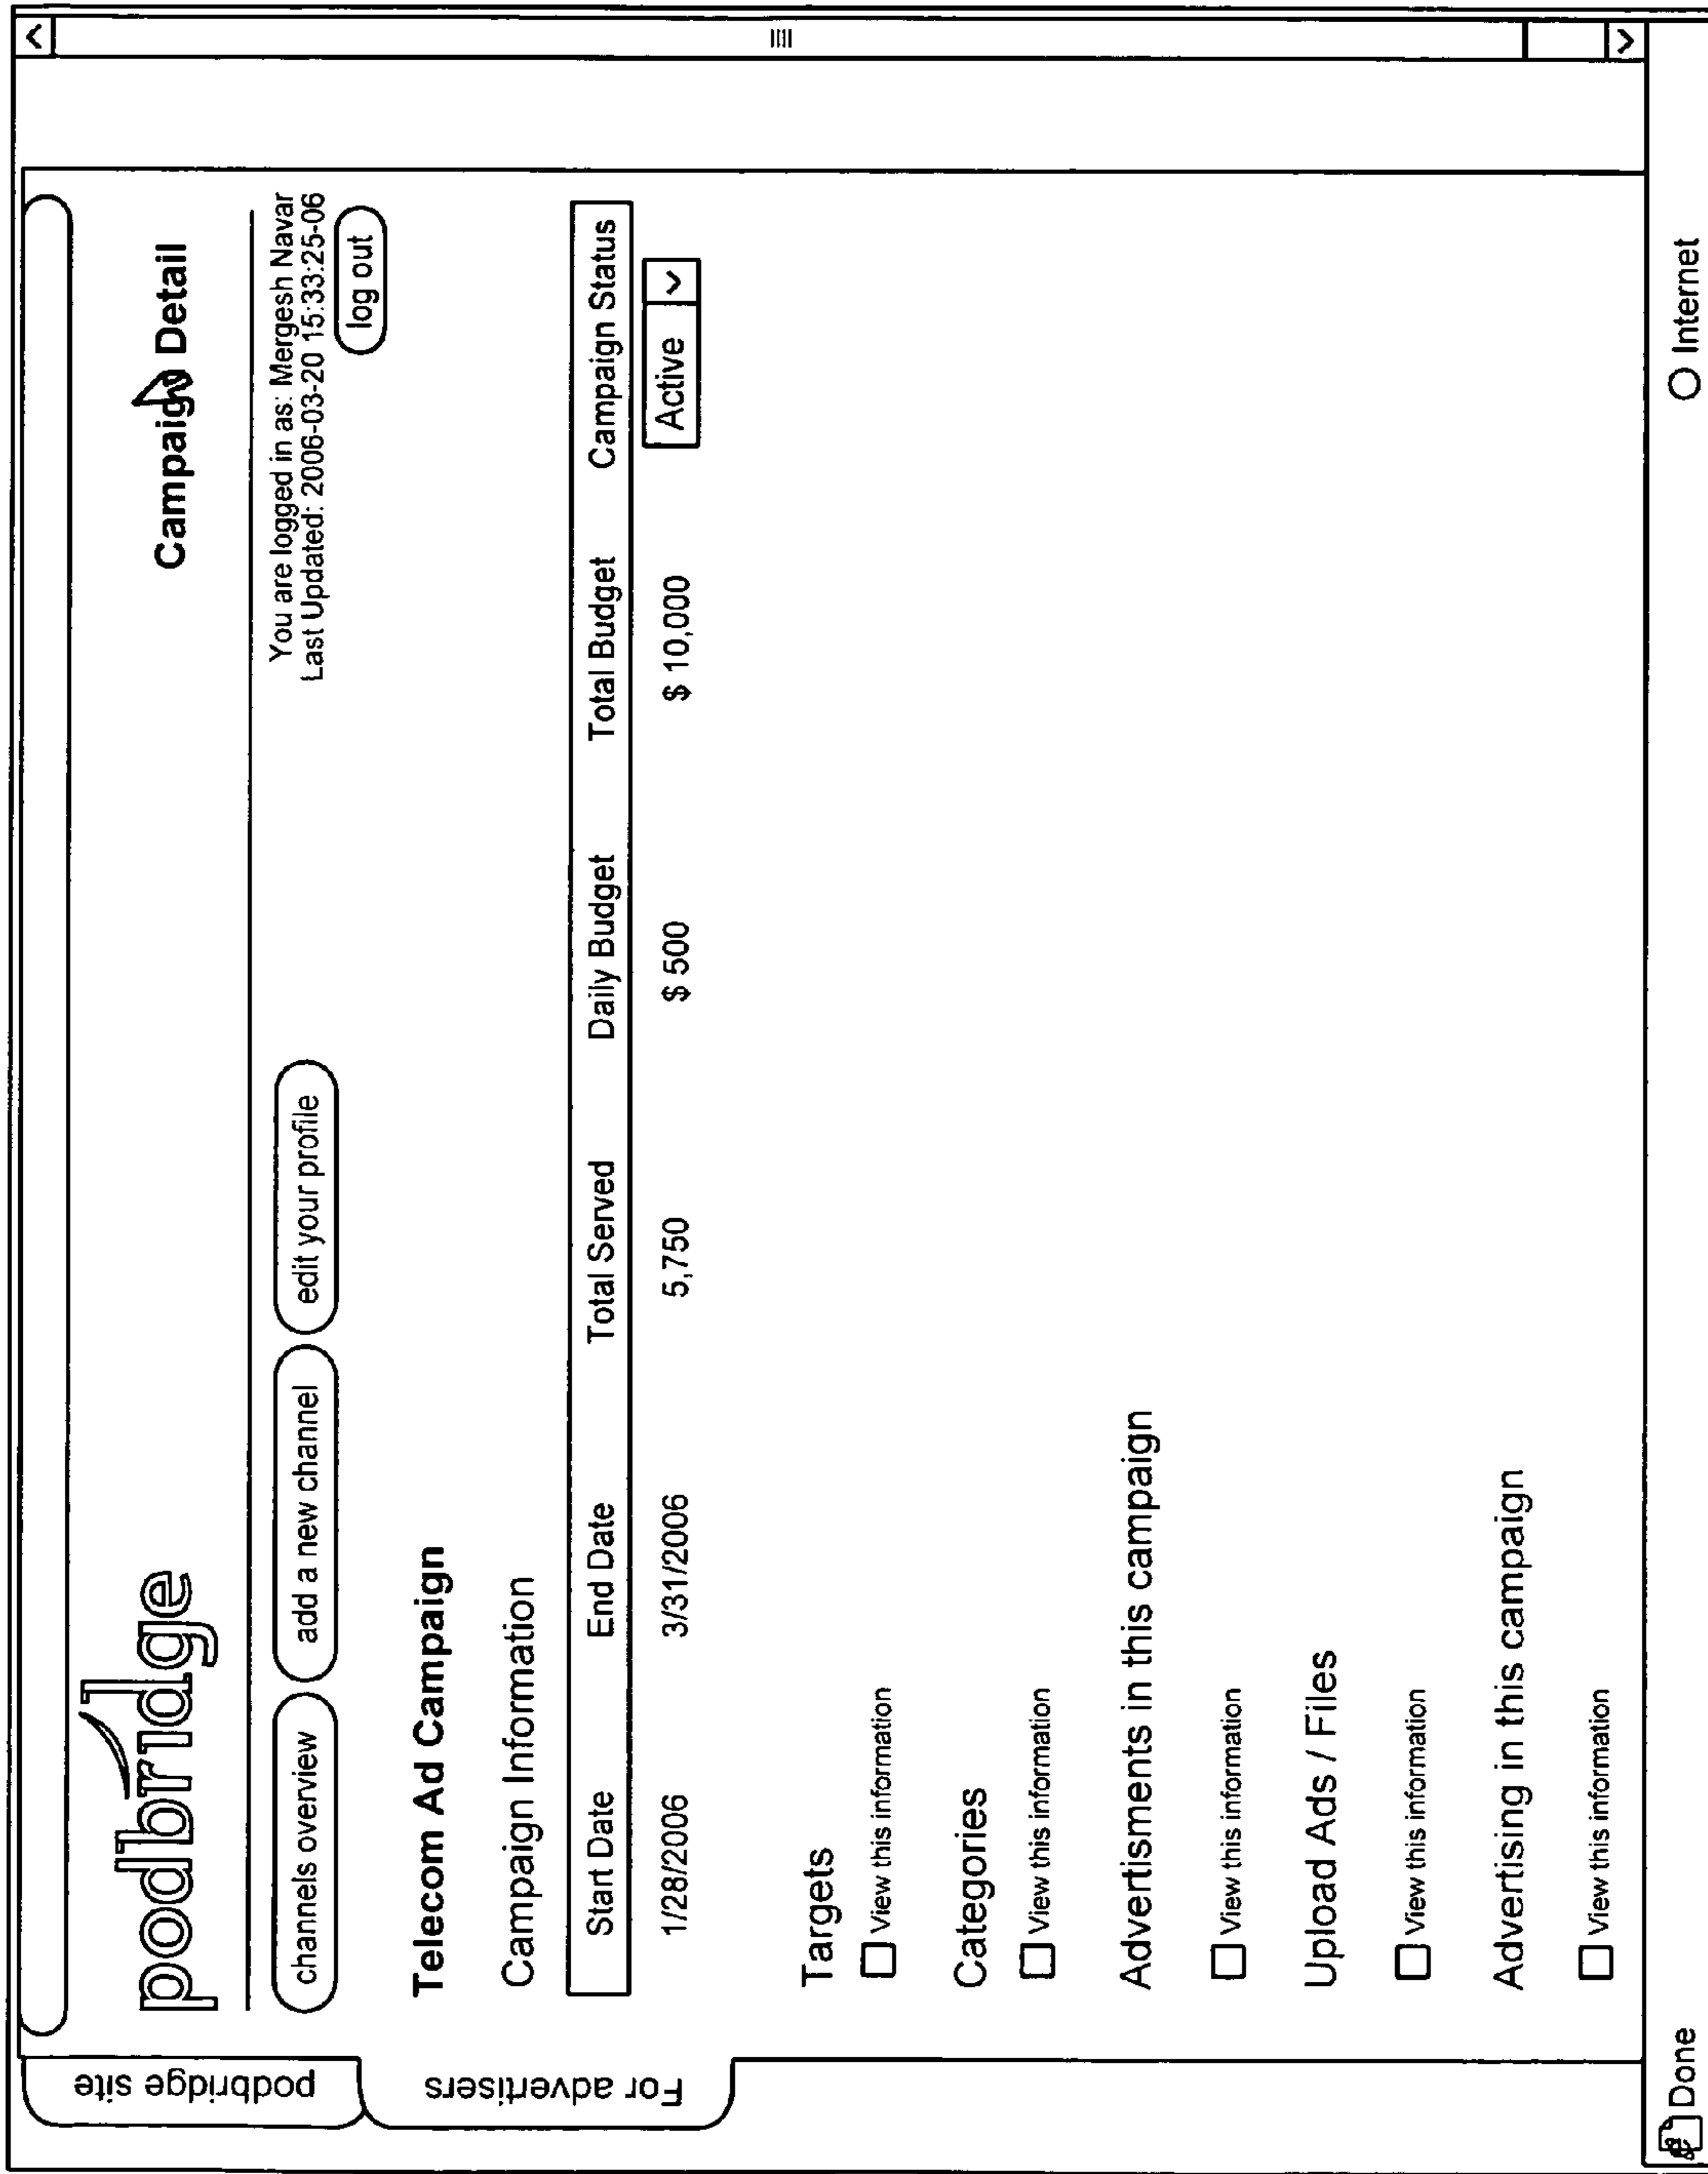 podbridge site
For advertisers
podbridge
Campaign Detail
channels overview add a new channel edit your profile
You are logged in as: Mergesh Navar
Last Updated: 2006-03-20 15:33:25-06
log out
Telecom Ad Campaign
Campaign Information
Start Date End Date Total Served Daily Budget Total Budget Campaign Status
1/28/2006 3/31/2006 5,750 $ 500 $ 10,000 Active
Targets
View this information
Categories
View this information
Advertisments in this campaign
View this information
Upload Ads / Files
View this information
Advertising in this campaign
View this information
Done
Internet